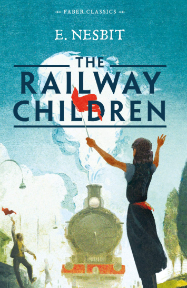 FABER CLASSICS
E. NESBIT
THE
RAILWAY
CHILDREN